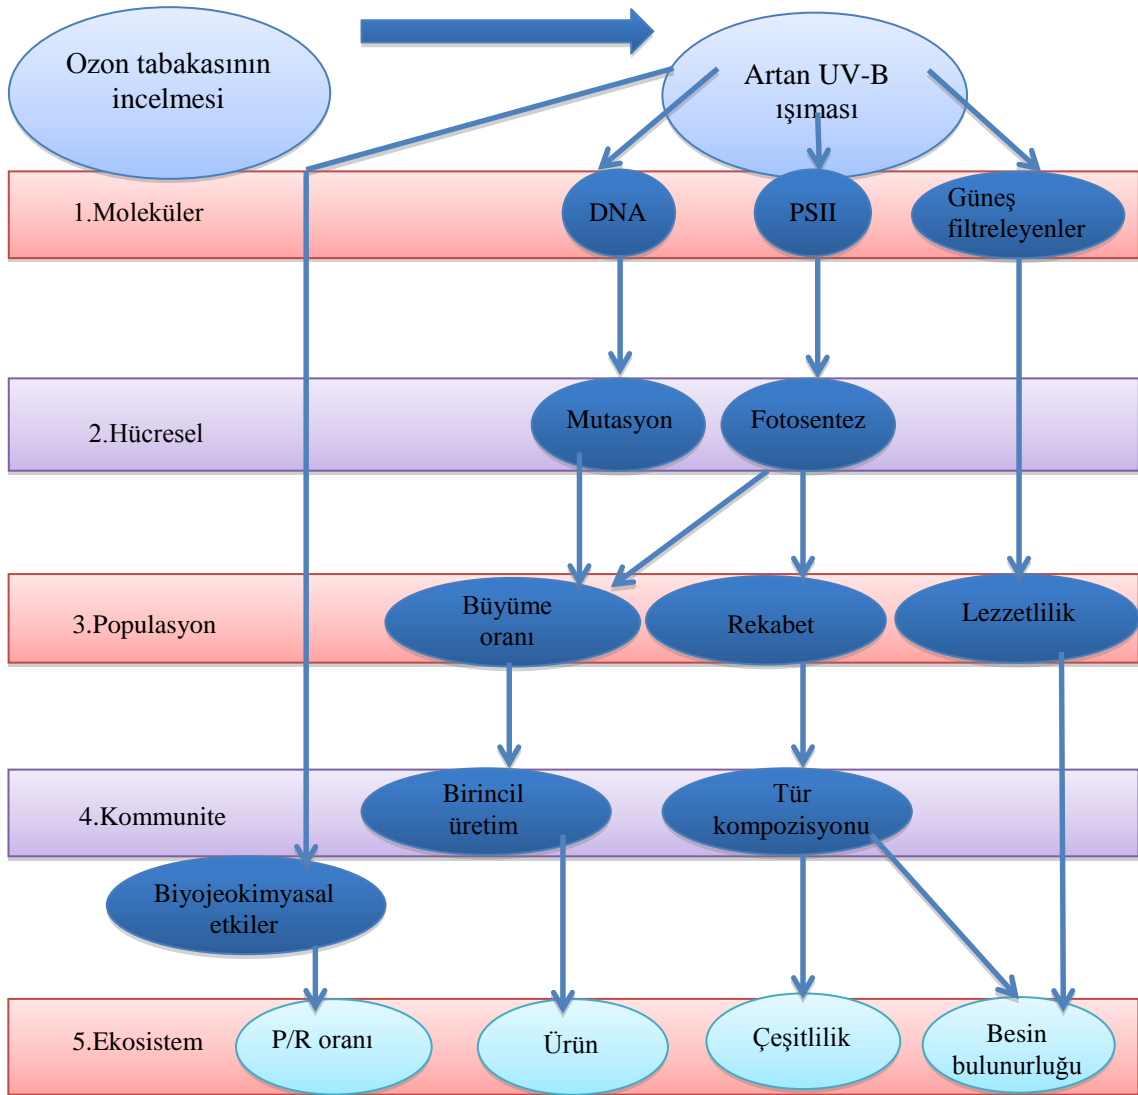 Ozon tabakasının
incelmesi
Artan UV-B
ışıması
1.Moleküler
DNA
PSII
Güneş
filtreleyenler
2.Hücresel
Mutasyon
Fotosentez
3.Populasyon
Büyüme
oranı
Rekabet
Lezzetlilik
4.Kommunite
Birincil
üretim
Tür
kompozisyonu
Biyojeokimyasal
etkiler
5.Ekosistem
P/R oranı
Ürün
Çeşitlilik
Besin
bulunurluğu